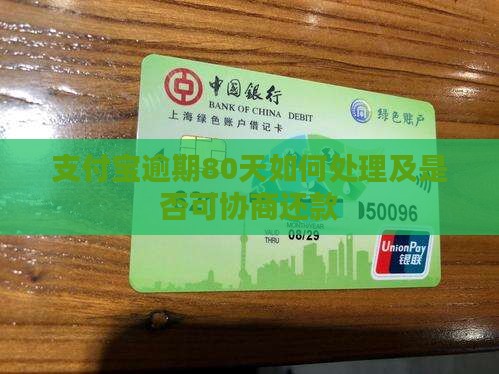 中国银行
BANK OF CHINA DEBIT
上海绿色账户借记卡
绿色账户
支付宝逾期80天如何处理及是
否可协商还款
050096
THRU 08/29
UnionPay
银联